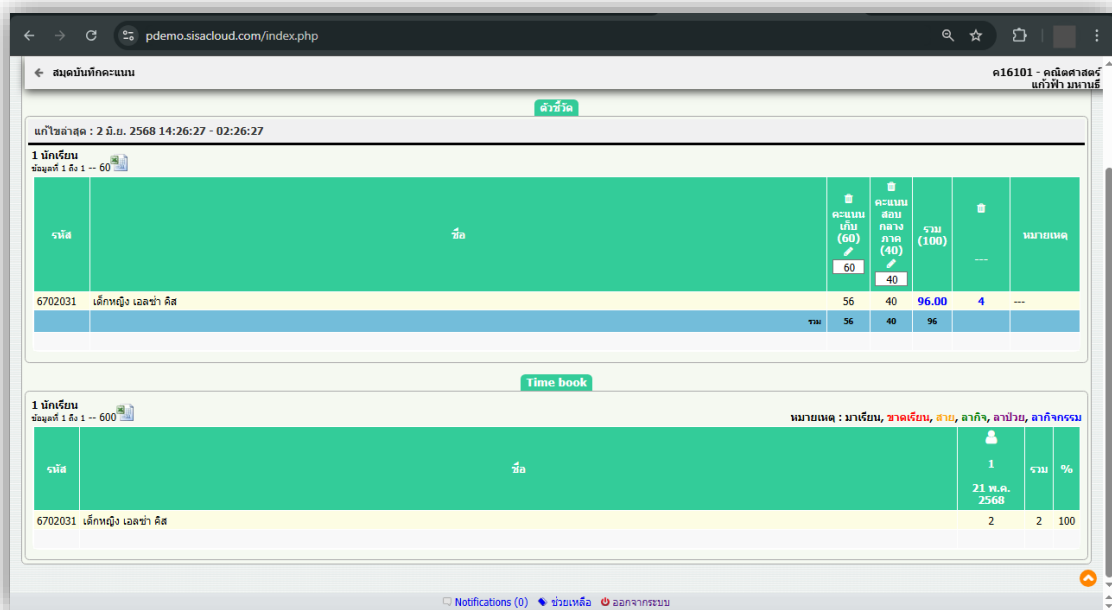 pdemo.sisacloud.com/index.php
สมุดบันทึกคะแนน
ค16101 - คณิตศาสตร์
แก้วฟ้า มหานธี
ตัวชี้วัด
แก้ไขล่าสุด : 2 มิ.ย. 2568 14:26:27 - 02:26:27
1 นักเรียน
ข้อมูลที่ 1 ถึง 1 -- 60
รหัส ชื่อ คะแนนเก็บ (60) 60 คะแนนสอบกลางภาค (40) 40 รวม (100) --- หมายเหตุ
6702031 เด็กหญิง เอลซ่า คิส 56 40 96.00 4 ---
รวม 56 40 96
Time book
1 นักเรียน
ข้อมูลที่ 1 ถึง 1 -- 600
หมายเหตุ : มาเรียน, ขาดเรียน, สาย, ลากิจ, ลาป่วย, ลากิจกรรม
รหัส ชื่อ 1 21 พ.ค. 2568 รวม %
6702031 เด็กหญิง เอลซ่า คิส 2 2 100
Notifications (0) ช่วยเหลือ ออกจากระบบ